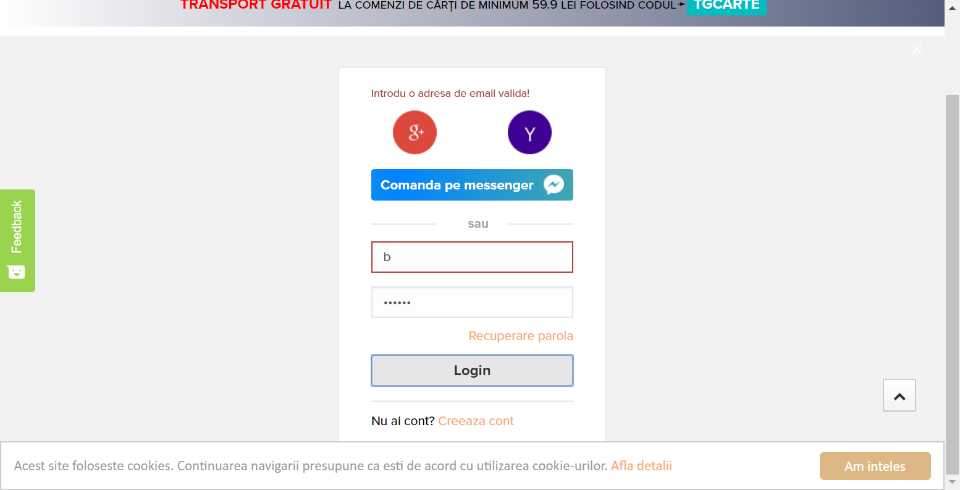 TRANSPORT GRATUIT LA COMENZI DE CĂRȚI DE MINIMUM 59.9 LEI FOLOSIND CODUL TGCARTE
Introdu o adresa de email valida!
g+ Y
Comanda pe messenger
sau
b
••••••
Recuperare parola
Login
Nu ai cont? Creeaza cont
Feedback
Acest site foloseste cookies. Continuarea navigarii presupune ca esti de acord cu utilizarea cookie-urilor. Afla detalii
Am inteles